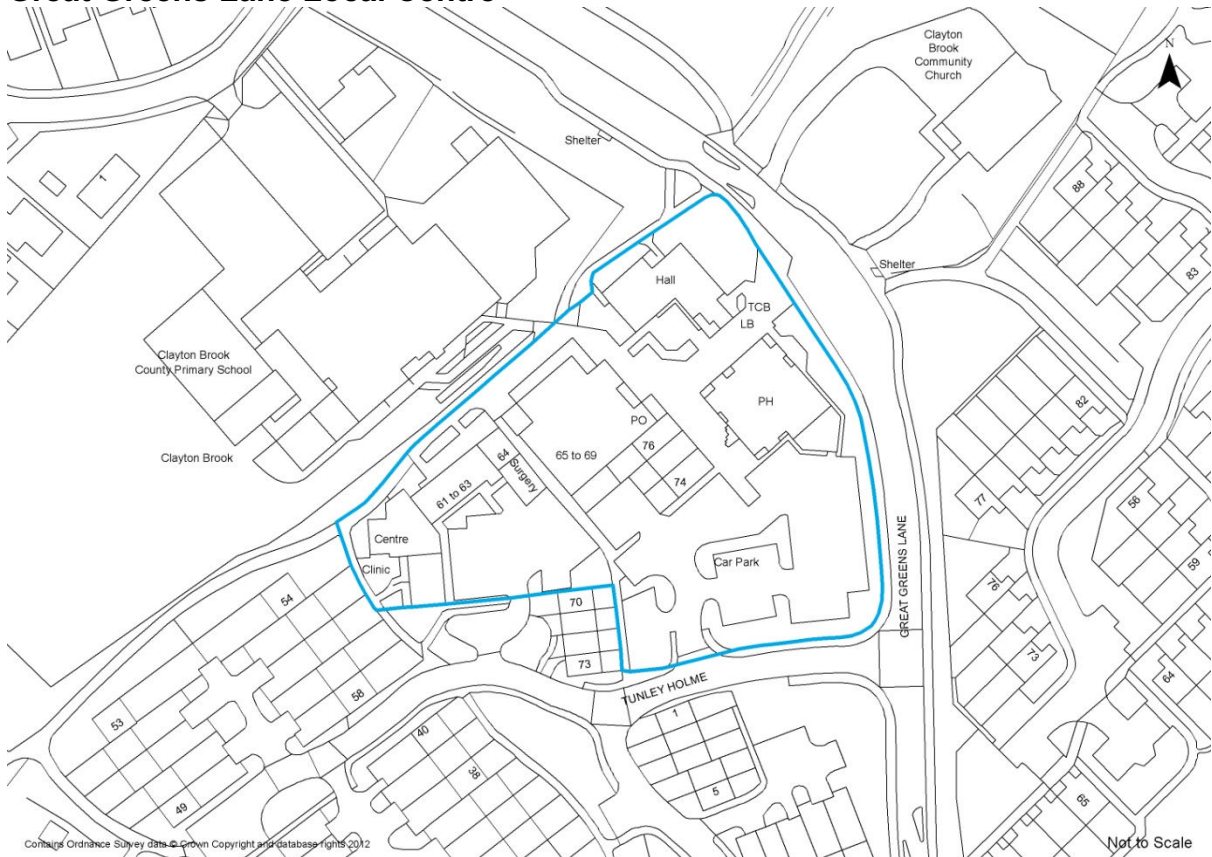 Great Greens Lane Local Centre
Clayton
Brook
Community
Church
N
Shelter
1
88
83
Shelter
Hall
TCB
LB
Clayton Brook
County Primary School
PH
82
PO
76
65 to 69
64
Surgery
74
Clayton Brook
61 to 63
77
56
Centre
Clinic
Car Park
GREAT GREENS LANE
59
54
70
76
73
73
64
58
TUNLEY HOLME
53
1
40
38
5
49
65
Contains Ordnance Survey data © Crown Copyright and database rights 2012
Not to Scale